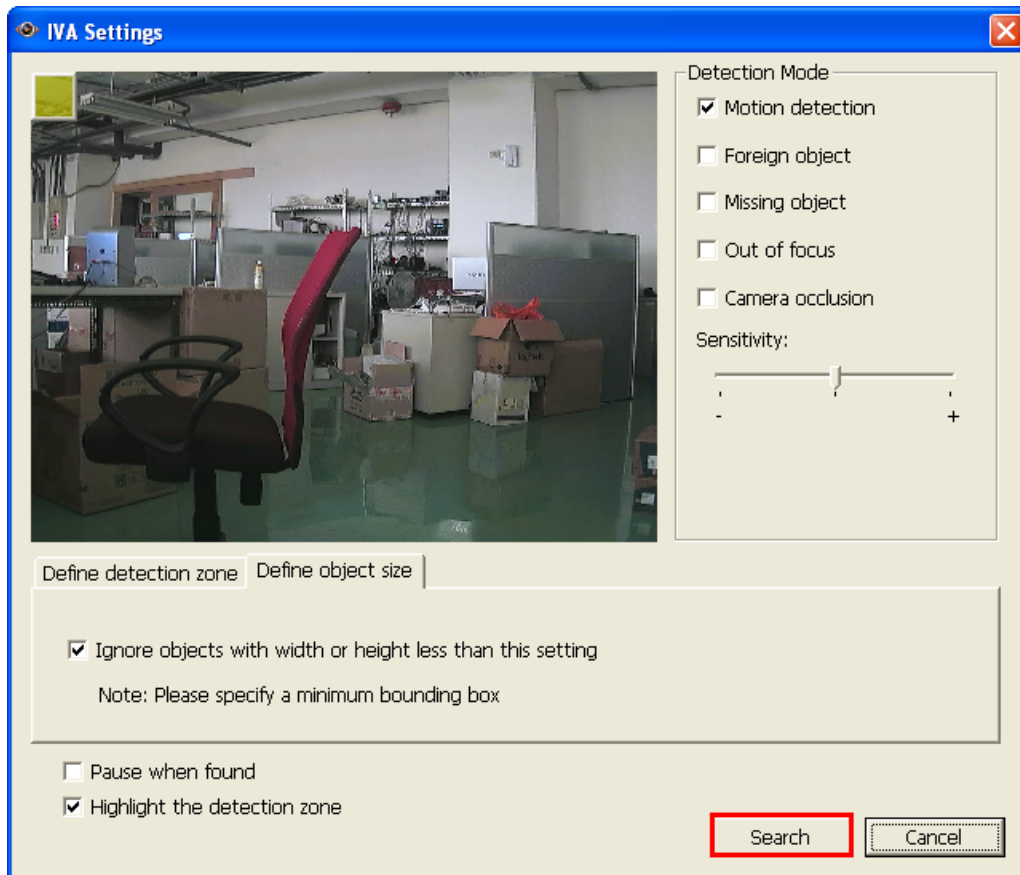 IVA Settings
Detection Mode
Motion detection
Foreign object
Missing object
Out of focus
Camera occlusion
Sensitivity:
- +
Define detection zone Define object size
Ignore objects with width or height less than this setting
Note: Please specify a minimum bounding box
Pause when found
Highlight the detection zone
Search Cancel